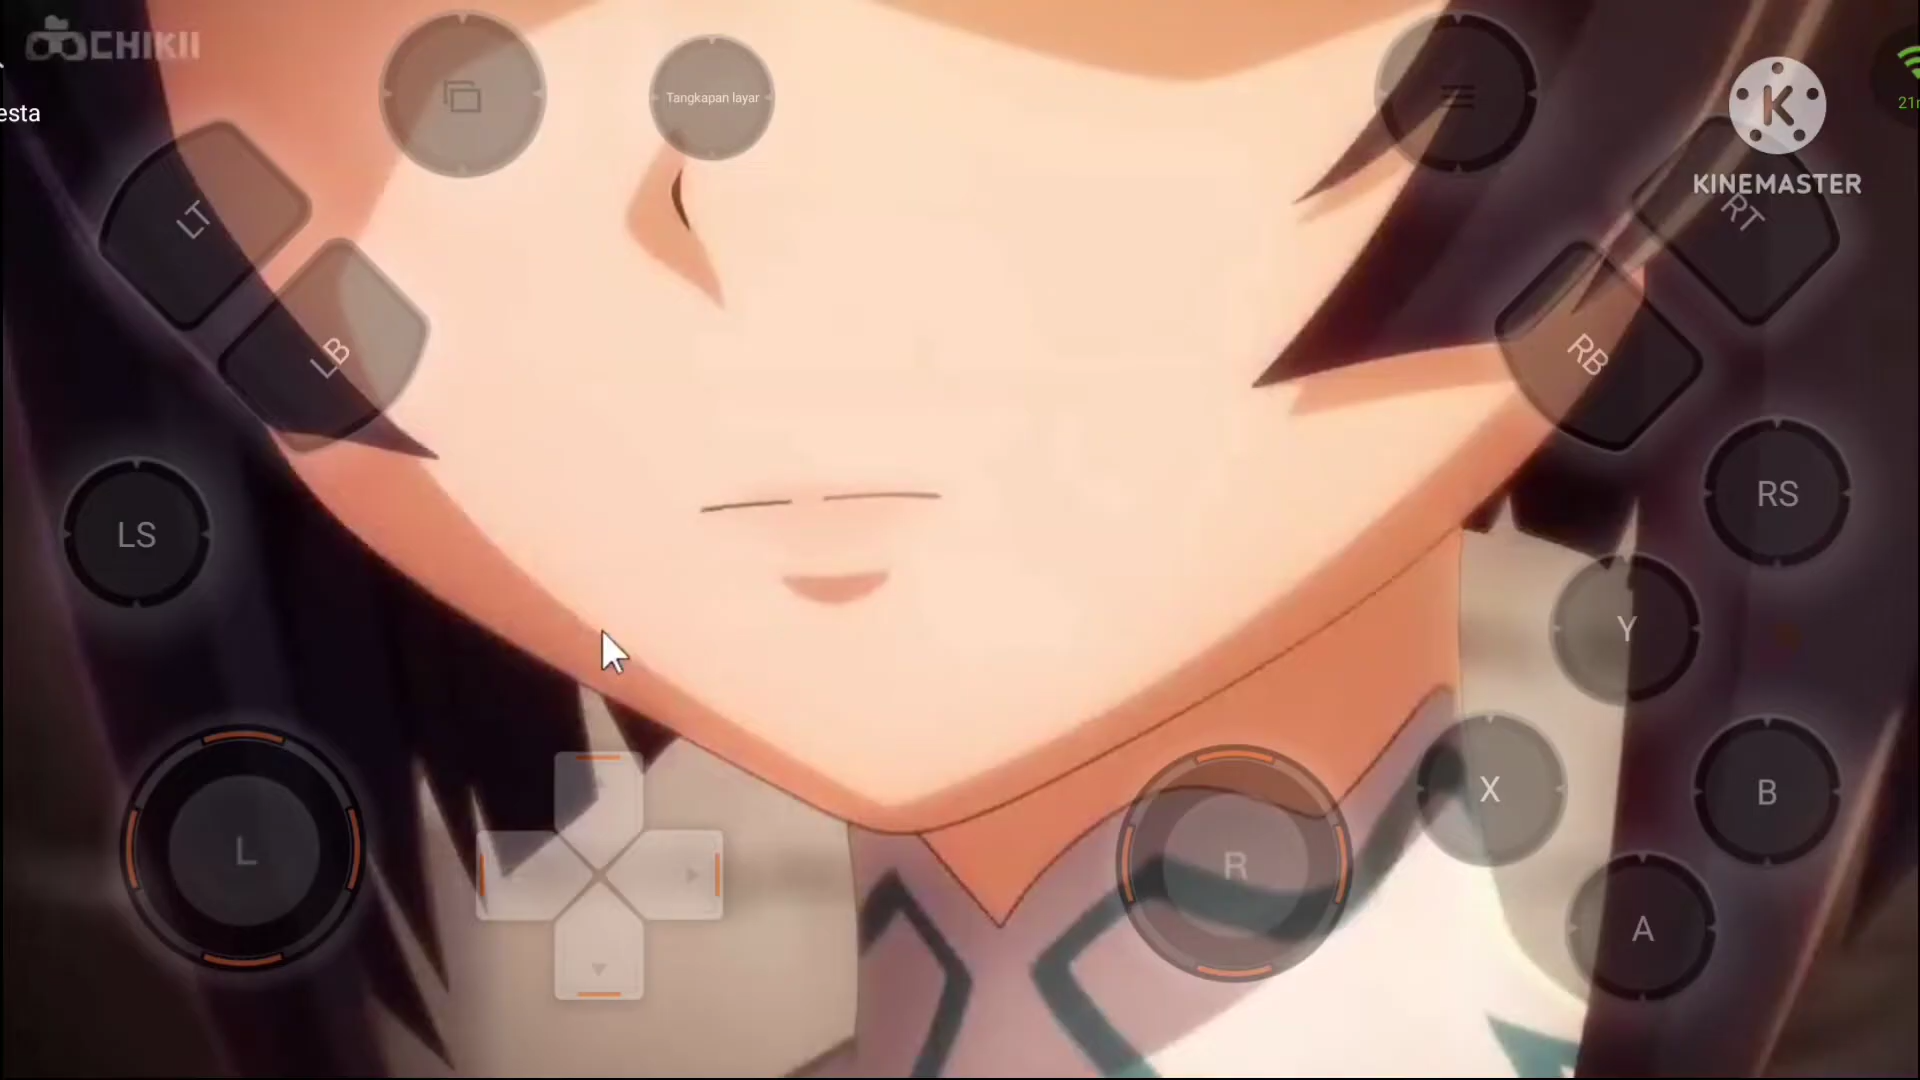 CHIKII
esta
Tangkapan layar
KINEMASTER
21
LT
RT
LB
RB
LS
RS
Y
X
B
L
R
A